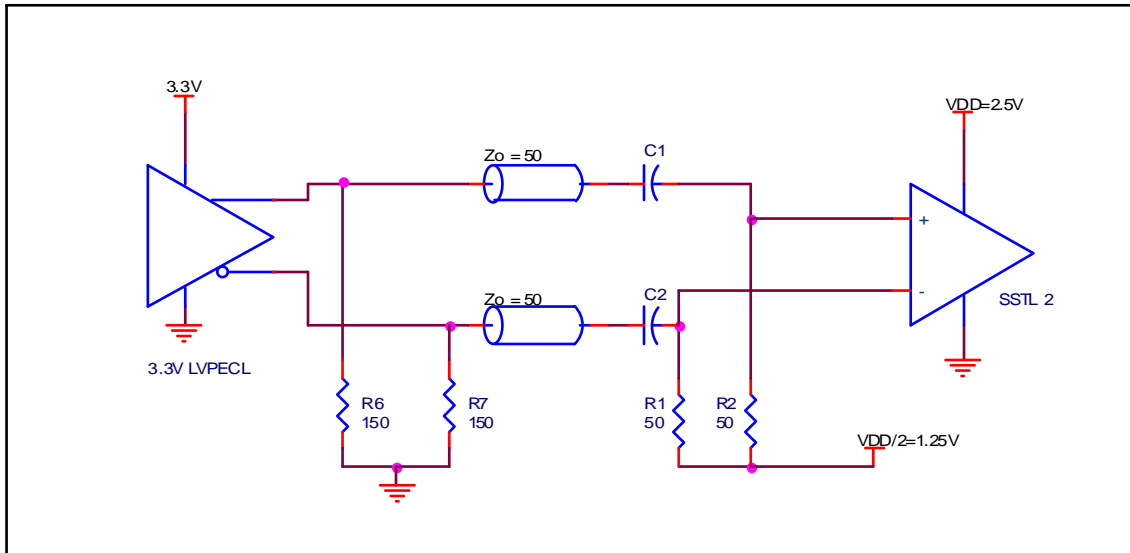 3.3V
VDD=2.5V
Zo = 50
C1
+
-
Zo = 50
C2
SSTL 2
3.3V LVPECL
R6
150
R7
150
R1
50
R2
50
VDD/2=1.25V